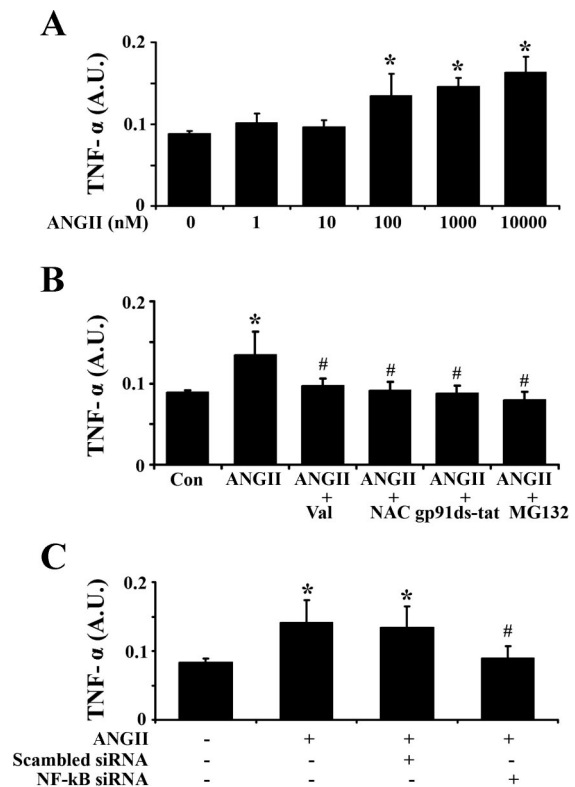 A
TNF- α (A.U.)
0.2
0.1
0
* * *
ANGII (nM) 0 1 10 100 1000 10000
B
TNF- α (A.U.)
0.2
0.1
0
* # # # #
Con ANGII ANGII ANGII ANGII ANGII
+ + + +
Val NAC gp91ds-tat MG132
C
TNF- α (A.U.)
0.2
0.1
0
* * #
ANGII - + + +
Scambled siRNA - - + -
NF-kB siRNA - - - +